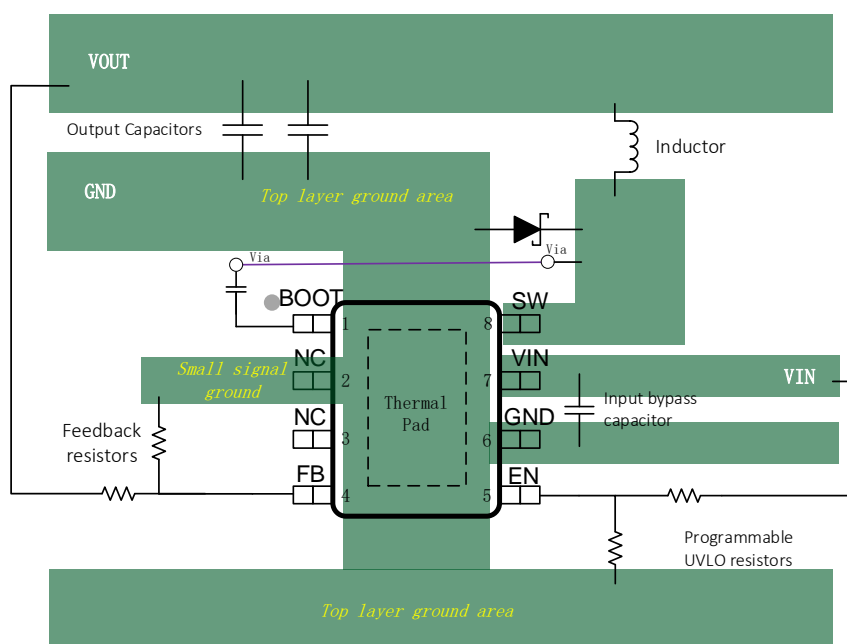 VOUT
Output Capacitors
Inductor
GND
Top layer ground area
Via
Via
BOOT
SW
1
8
NC
VIN
VIN
Small signal
ground
2
7
Thermal
Pad
Input bypass
capacitor
NC
GND
Feedback
resistors
3
6
FB
EN
4
5
Programmable
UVLO resistors
Top layer ground area